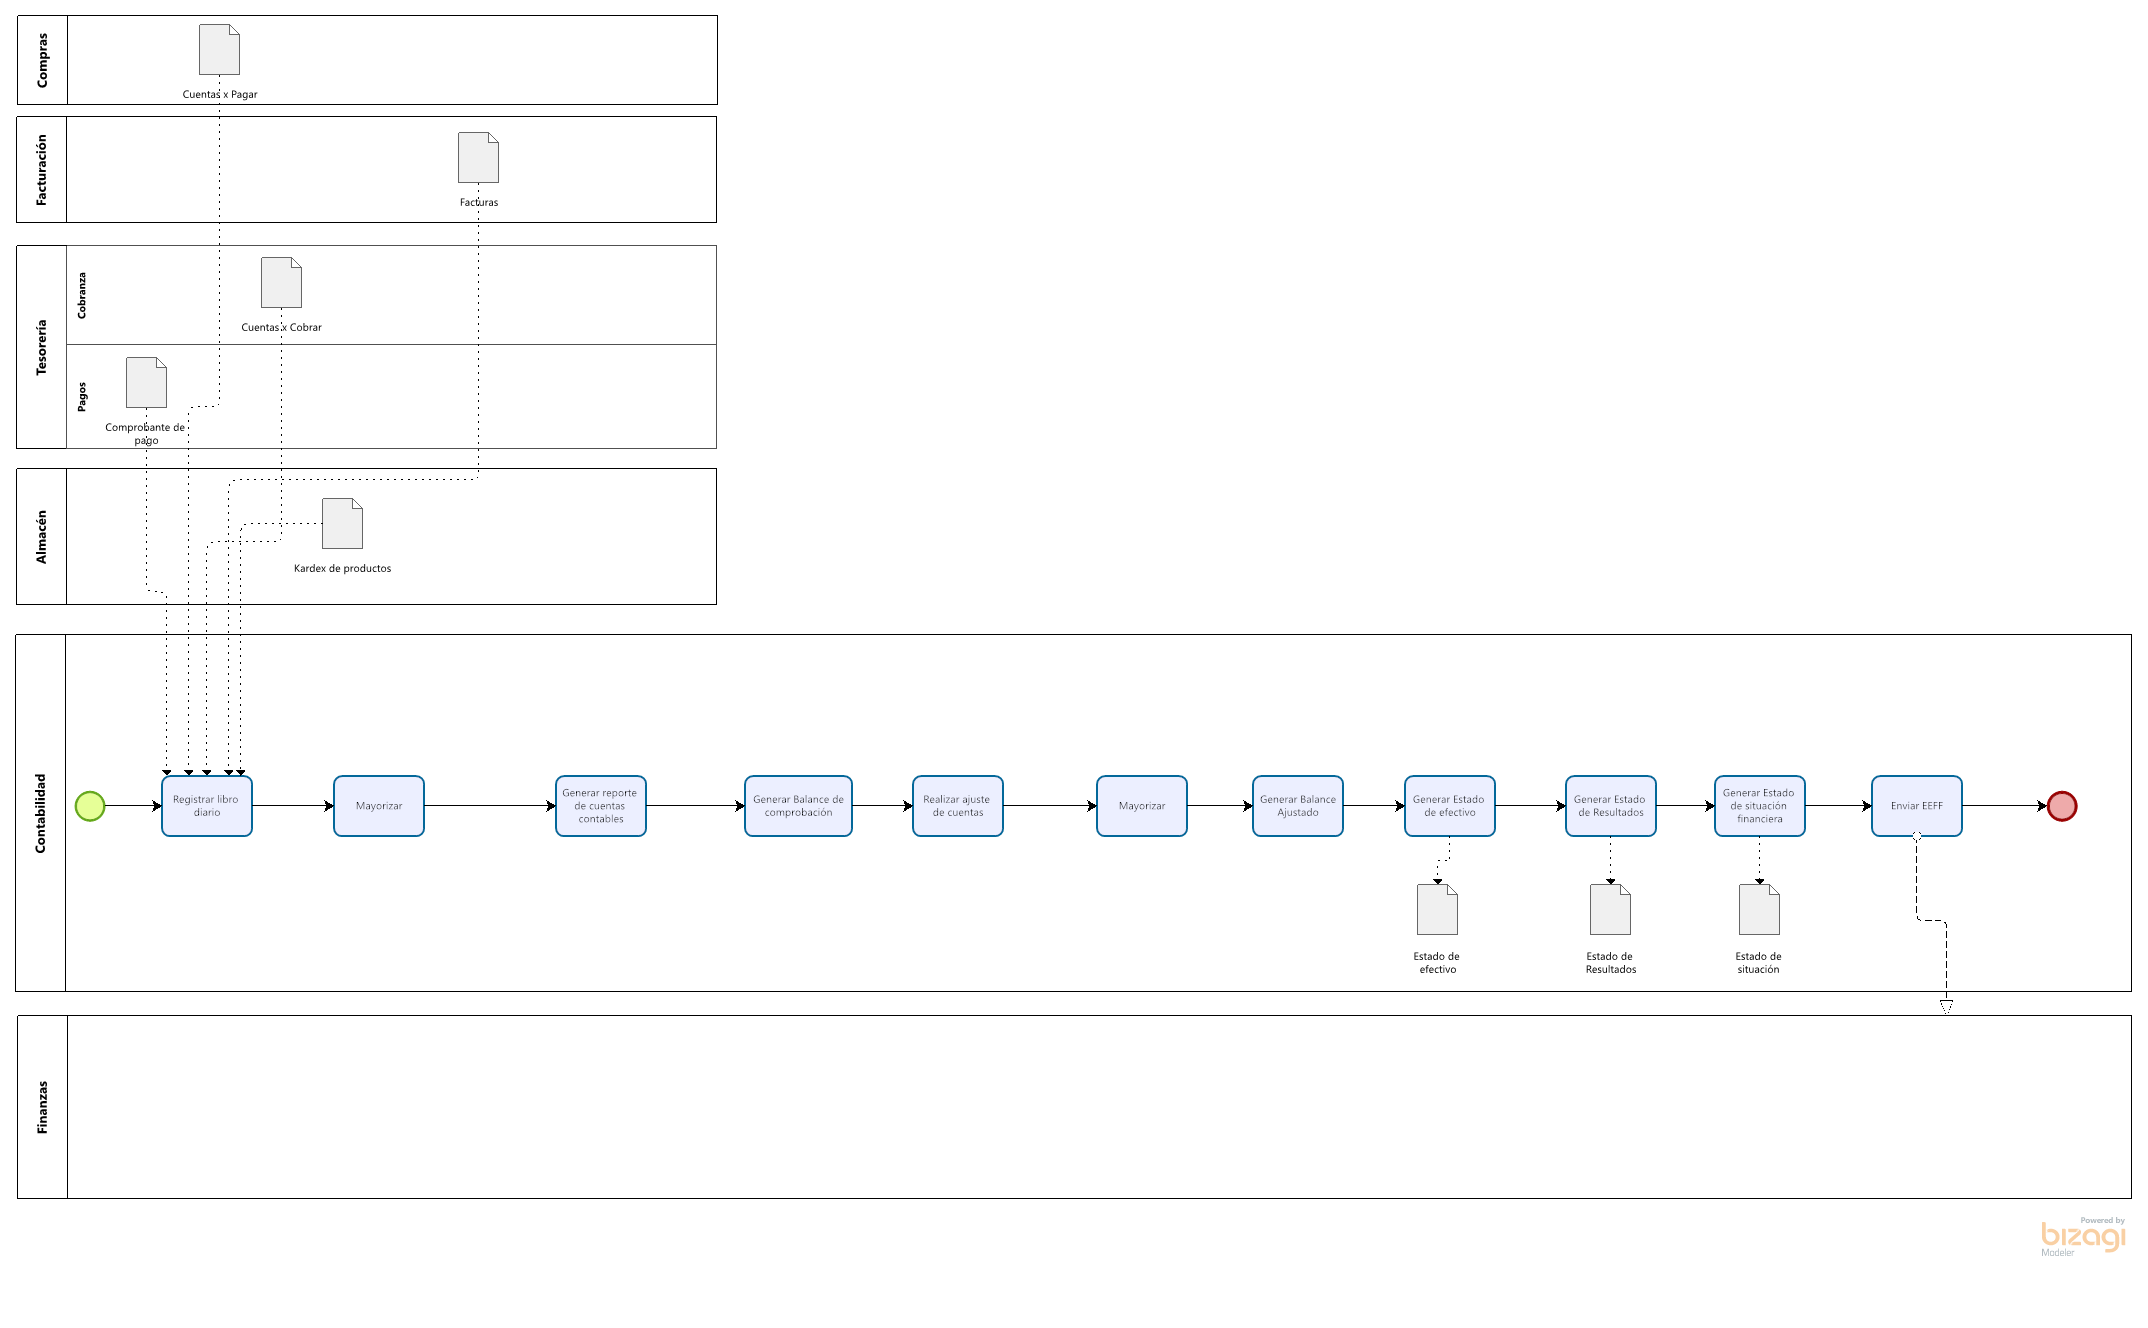 Compras
Cuentas x Pagar
Facturación
Facturas
Tesorería
Cobranza
Cuentas x Cobrar
Pagos
Comprobante de
pago
Almacén
Kardex de productos
Contabilidad
Registrar libro
diario
Mayorizar
Generar reporte
de cuentas
contables
Generar Balance de
comprobación
Realizar ajuste
de cuentas
Mayorizar
Generar Balance
Ajustado
Generar Estado
de efectivo
Generar Estado
de Resultados
Generar Estado
de situación
financiera
Enviar EEFF
Estado de
efectivo
Estado de
Resultados
Estado de
situación
Finanzas
Powered by
bizagi
Modeler